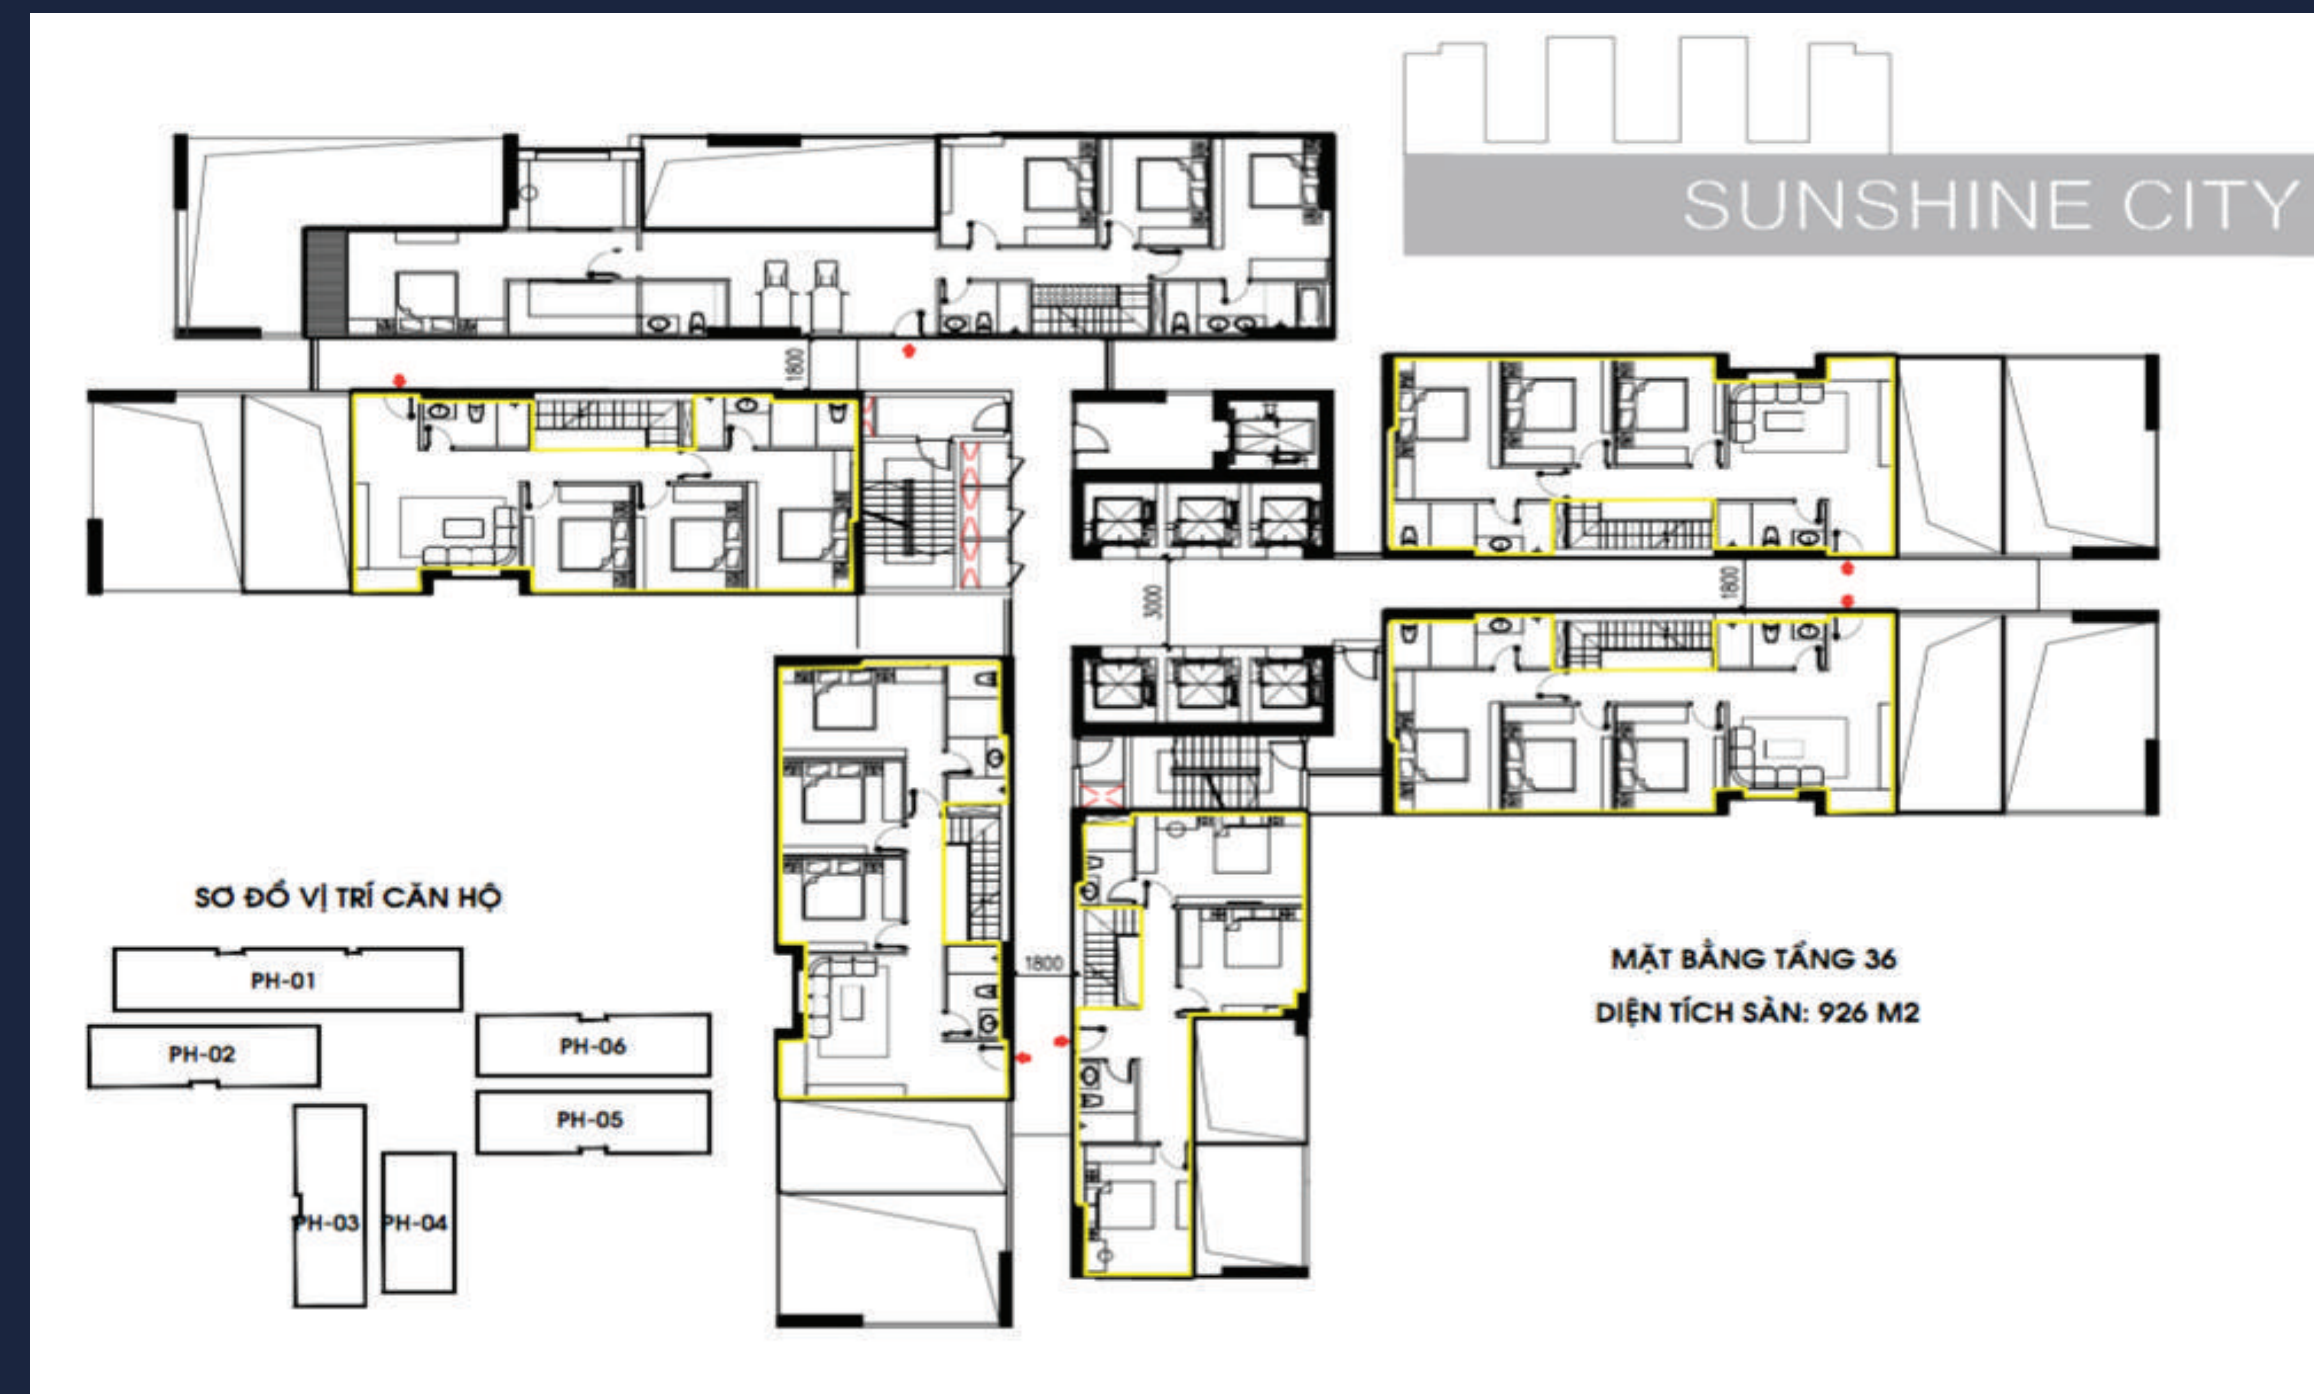 SUNSHINE CITY
1800
3000
1800
1800
SƠ ĐỒ VỊ TRÍ CĂN HỘ
PH-01
PH-02
PH-06
PH-05
PH-03
PH-04
MẶT BẰNG TẦNG 36
DIỆN TÍCH SÀN: 926 M2